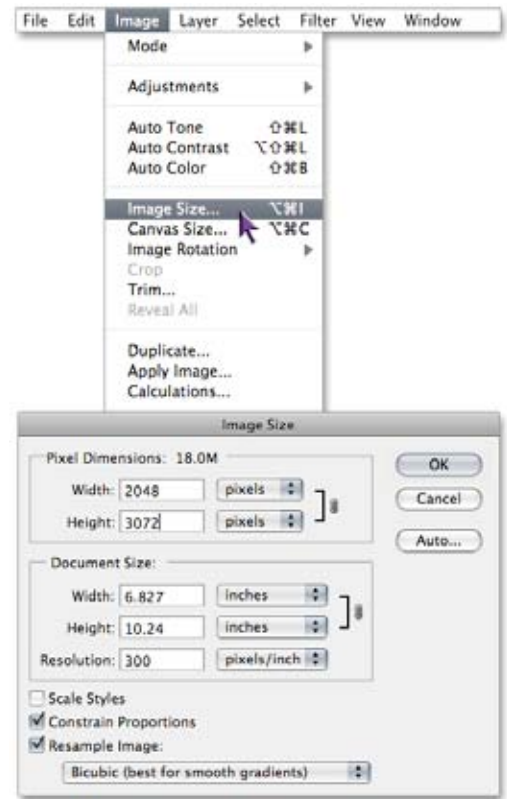 File Edit Image Layer Select Filter View Window
Mode
Adjustments
Auto Tone ⇧⌘L
Auto Contrast ⌥⇧⌘L
Auto Color ⇧⌘B
Image Size... ⌥⌘I
Canvas Size... ⌥⌘C
Image Rotation
Crop
Trim...
Reveal All
Duplicate...
Apply Image...
Calculations...
Image Size
Pixel Dimensions: 18.0M
OK
Width: 2048 pixels
Cancel
Height: 3072 pixels
Auto...
Document Size:
Width: 6.827 inches
Height: 10.24 inches
Resolution: 300 pixels/inch
Scale Styles
Constrain Proportions
Resample Image:
Bicubic (best for smooth gradients)